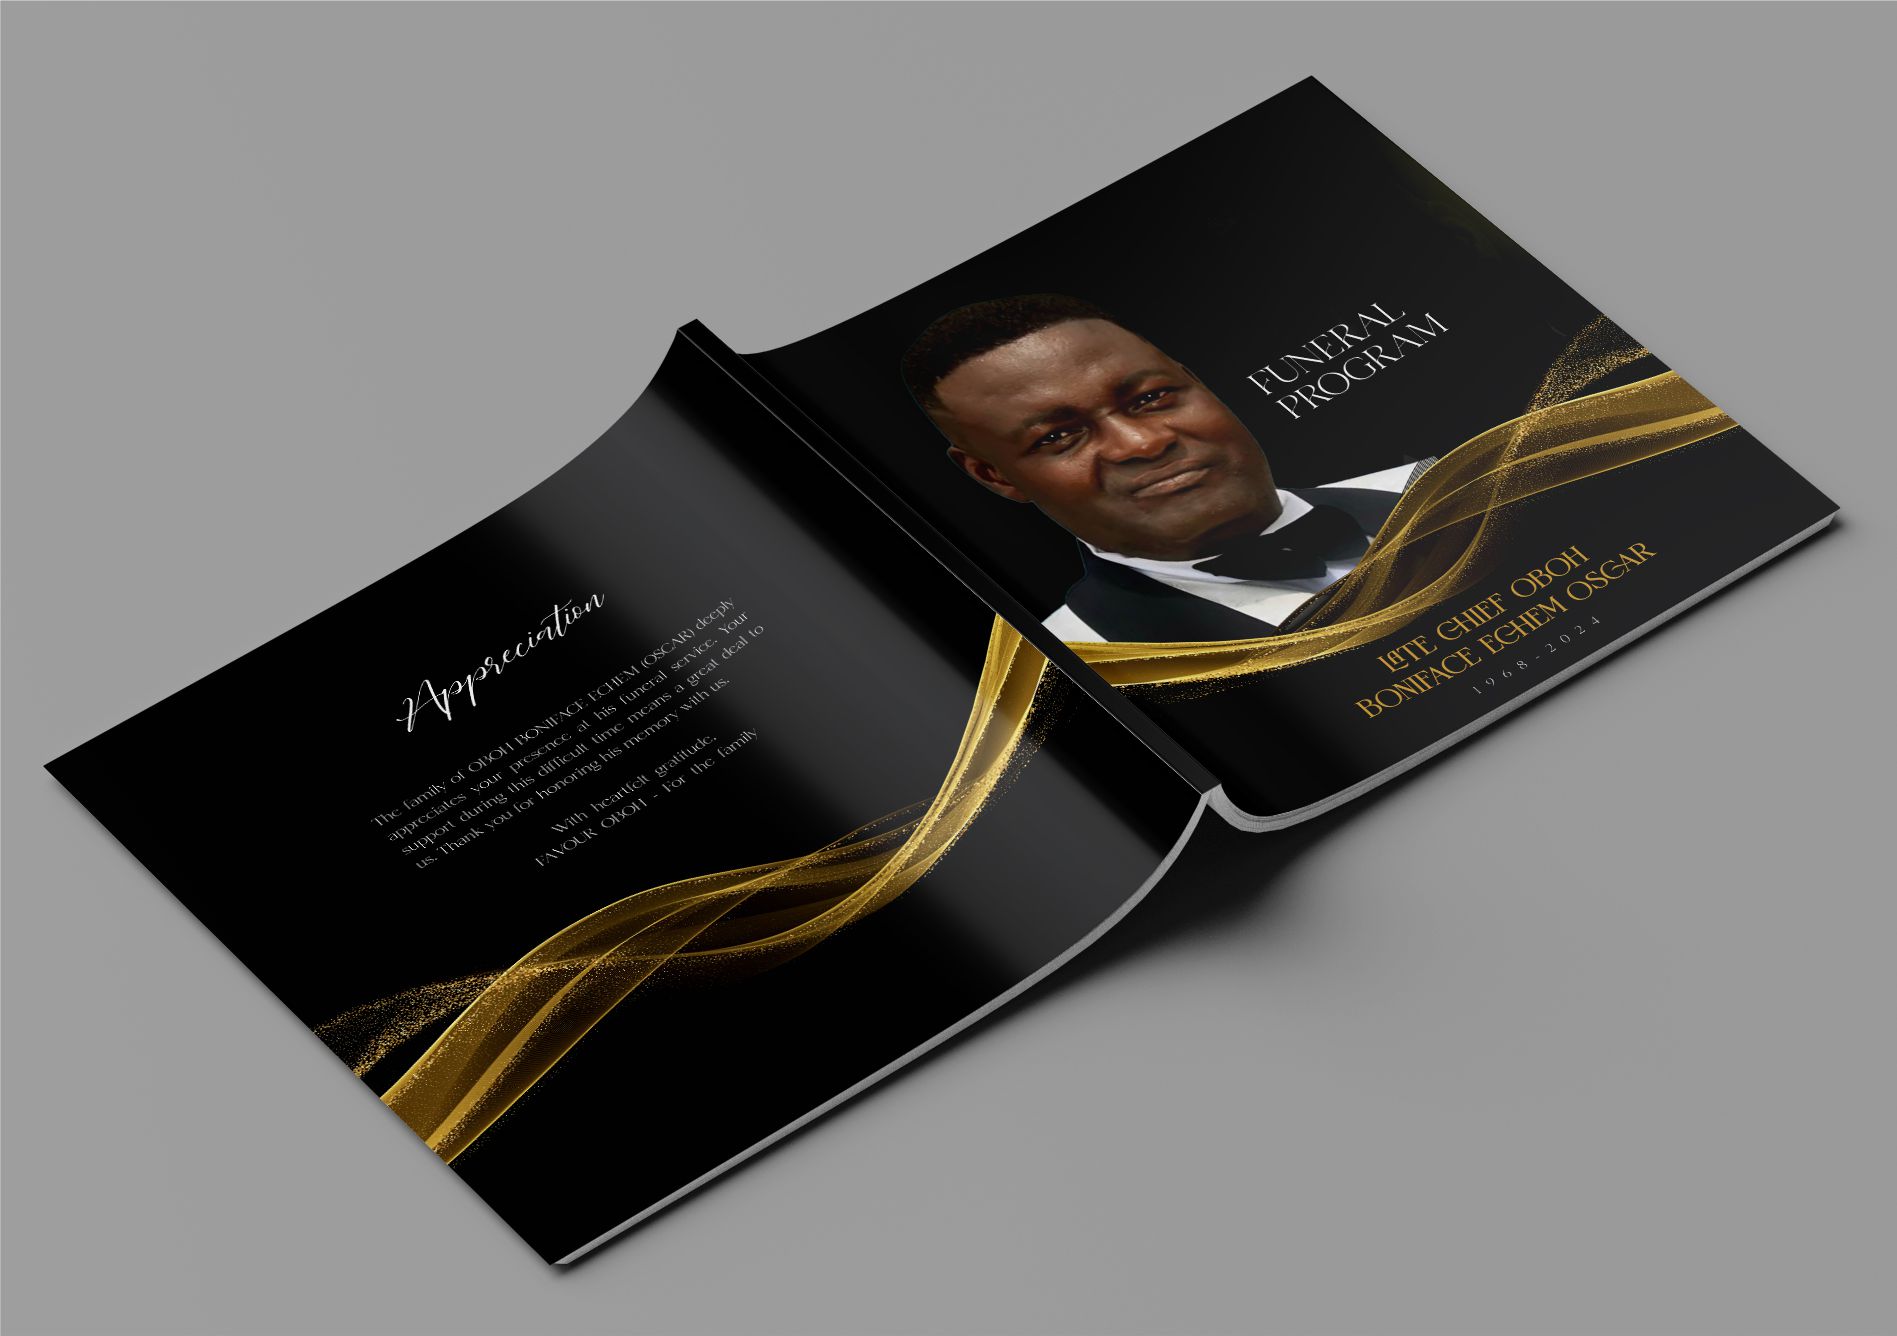 FUNERAL
PROGRAM
LATE CHIEF OBOH
BONIFACE ECHEM OSCAR
1968-2024
Appreciation
The family of OBOH BONIFACE ECHEM (OSCAR) deeply
appreciates your presence at his funeral service. Your
support during this difficult time means a great deal to
us. Thank you for honoring his memory with us.
With heartfelt gratitude,
FAVOUR OBOH - For the family